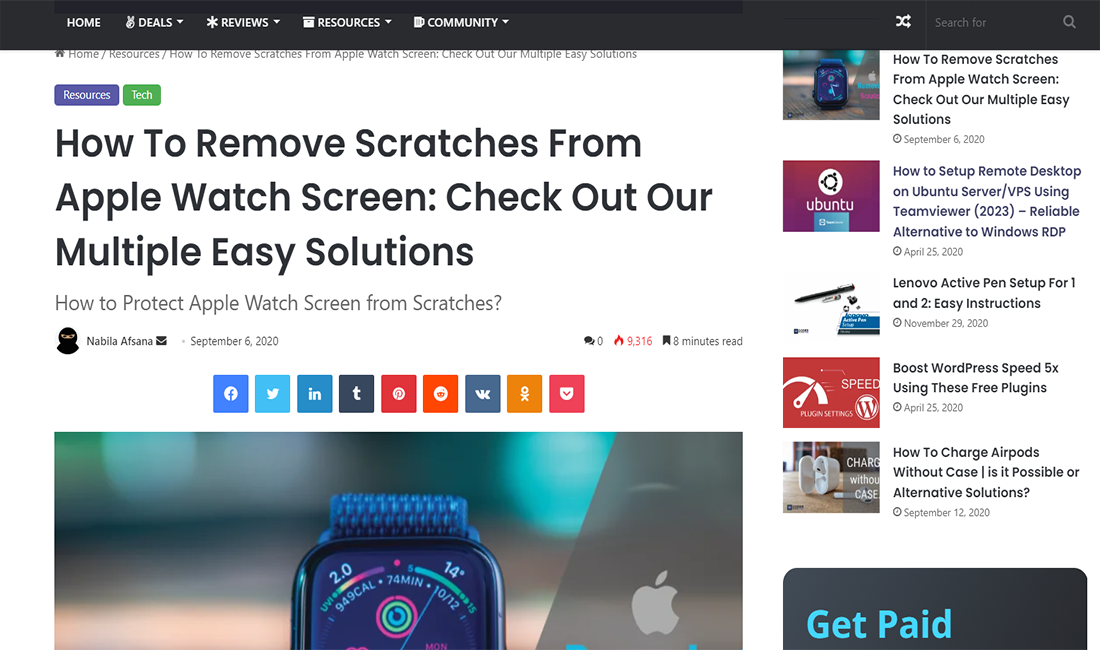 HOME DEALS REVIEWS RESOURCES COMMUNITY Search for
Home / Resources / How To Remove Scratches From Apple Watch Screen: Check Out Our Multiple Easy Solutions
Resources Tech
How To Remove Scratches From
Apple Watch Screen: Check Out Our
Multiple Easy Solutions
How to Protect Apple Watch Screen from Scratches?
Nabila Afsana • September 6, 2020 0 9,316 8 minutes read
2.0 5 14°
UVI 949CAL • 74MIN • 10/12 15
MON
How To Remove Scratches
From Apple Watch Screen:
Check Out Our Multiple Easy
Solutions
September 6, 2020
ubuntu
How to Setup Remote Desktop
on Ubuntu Server/VPS Using
Teamviewer (2023) – Reliable
Alternative to Windows RDP
April 25, 2020
Lenovo
Active Pen
Setup
Lenovo Active Pen Setup For 1
and 2: Easy Instructions
November 29, 2020
SPEED
PLUGIN SETTINGS
Boost WordPress Speed 5x
Using These Free Plugins
April 25, 2020
CHARG
withou
CASE
How To Charge Airpods
Without Case | is it Possible or
Alternative Solutions?
September 12, 2020
Get Paid